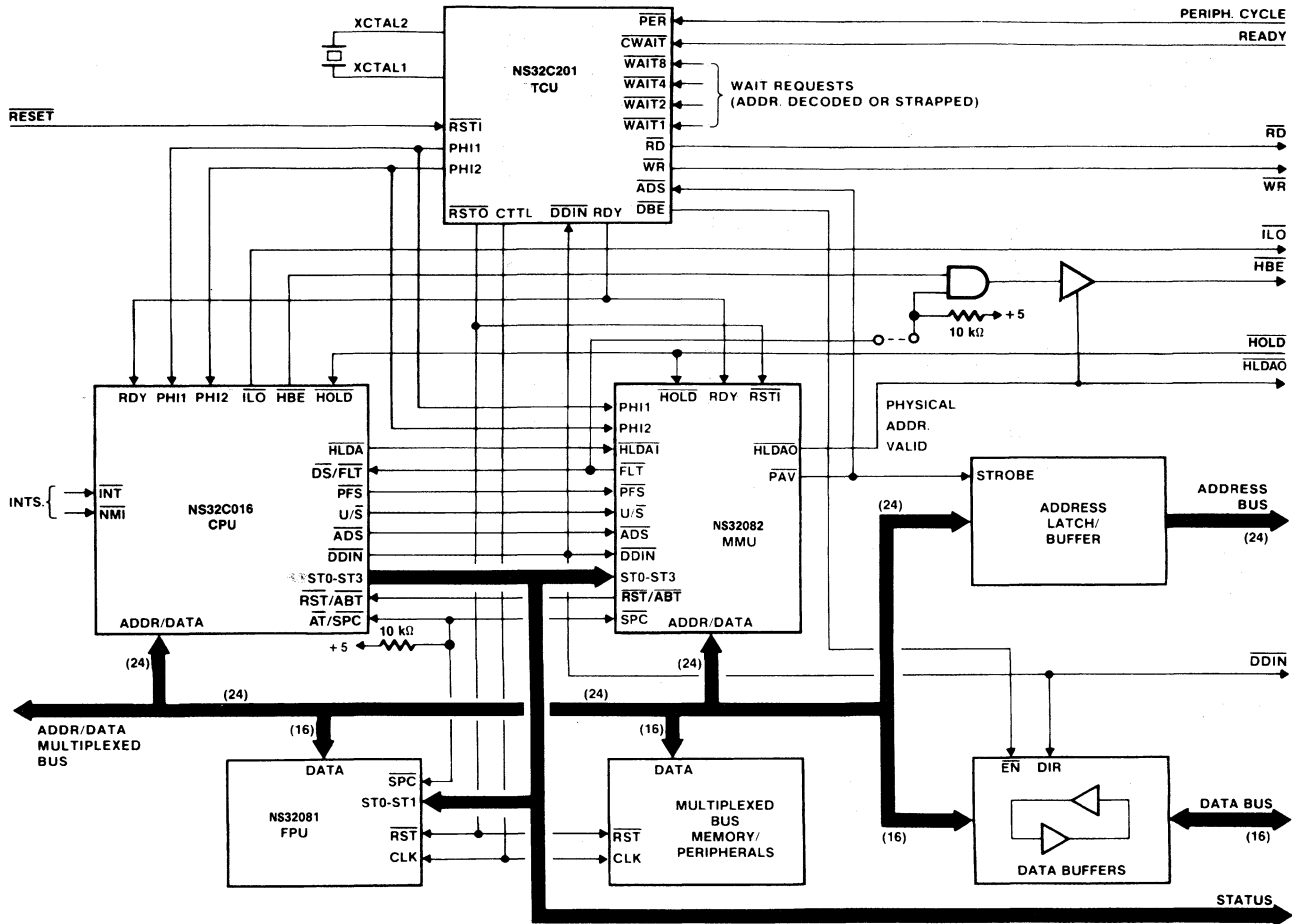 XCTAL2
XCTAL1
NS32C201
TCU
PER
CWAIT
WAIT8
WAIT4
WAIT2
WAIT1
RD
WR
ADS
DBE
RSTI
PHI1
PHI2
RSTO CTTL DDIN RDY
PERIPH. CYCLE
READY
WAIT REQUESTS
(ADDR. DECODED OR STRAPPED)
RESET
RD
WR
ILO
HBE
10 kΩ
+ 5
HOLD
HLDAO
RDY PHI1 PHI2 ILO HBE HOLD
HLDA
DS/FLT
PFS
U/S
ADS
DDIN
ST0-ST3
RST/ABT
AT/SPC
INTS.
INT
NMI
NS32C016
CPU
ADDR/DATA
10 kΩ
+ 5
HOLD RDY RSTI
PHI1
PHI2
HLDAI
FLT
PFS
U/S
ADS
DDIN
ST0-ST3
RST/ABT
SPC
HLDAO
PAV
NS32082
MMU
ADDR/DATA
PHYSICAL
ADDR.
VALID
STROBE
ADDRESS
LATCH/
BUFFER
ADDRESS
BUS
(24)
(24)
(24)
(24)
(24)
(24)
DDIN
ADDR/DATA
MULTIPLEXED
BUS
(16)
(16)
(16)
DATA
SPC
ST0-ST1
RST
CLK
NS32081
FPU
DATA
MULTIPLEXED
BUS
MEMORY/
PERIPHERALS
RST
CLK
EN DIR
DATA BUFFERS
DATA BUS
(16)
STATUS